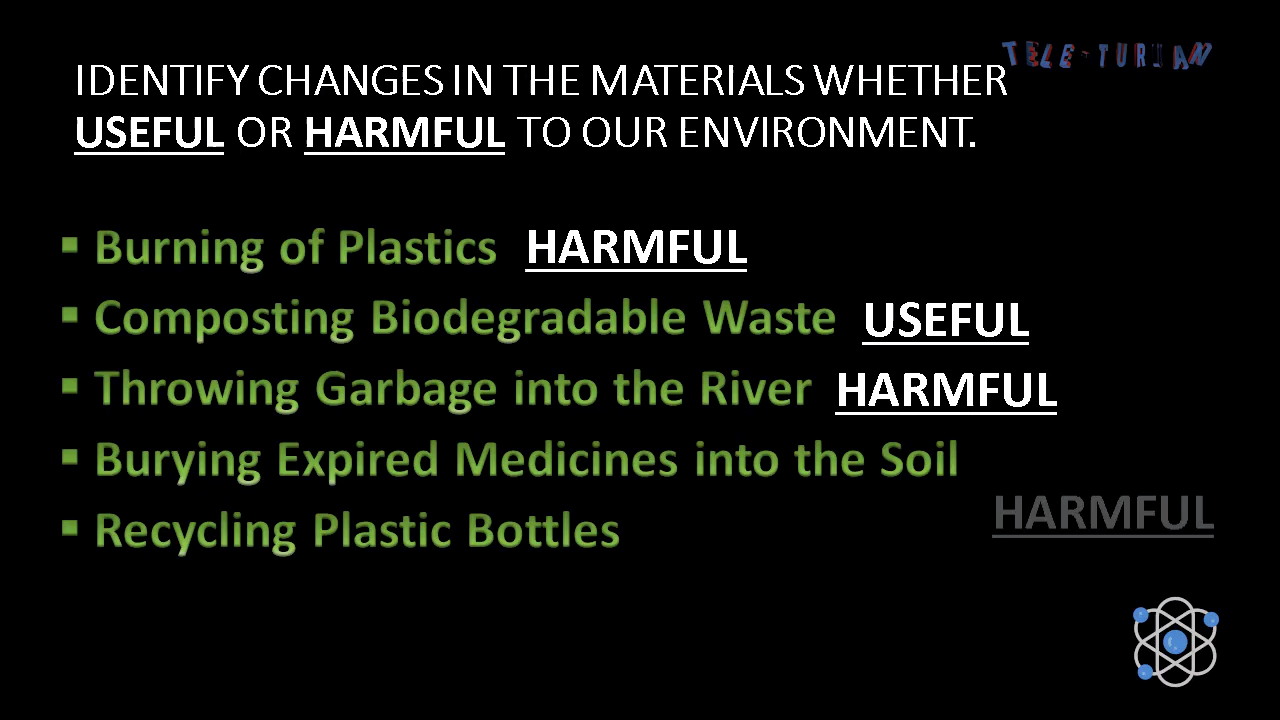 TELE-TURIAN
IDENTIFY CHANGES IN THE MATERIALS WHETHER
USEFUL OR HARMFUL TO OUR ENVIRONMENT.
Burning of Plastics HARMFUL
Composting Biodegradable Waste USEFUL
Throwing Garbage into the River HARMFUL
Burying Expired Medicines into the Soil
HARMFUL
Recycling Plastic Bottles